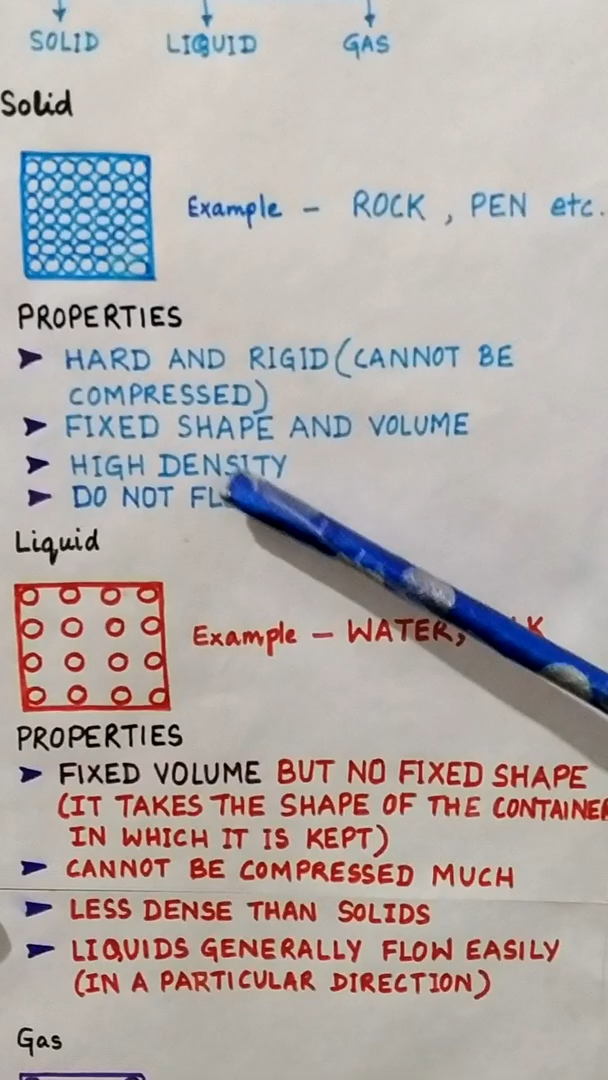 SOLID LIQUID GAS
Solid
Example - ROCK, PEN etc.
PROPERTIES
➤ HARD AND RIGID (CANNOT BE
COMPRESSED)
➤ FIXED SHAPE AND VOLUME
➤ HIGH DENSITY
➤ DO NOT
Liquid
Example - WATER,
PROPERTIES
➤ FIXED VOLUME BUT NO FIXED SHAPE
(IT TAKES THE SHAPE OF THE CONTAINER
IN WHICH IT IS KEPT)
➤ CANNOT BE COMPRESSED MUCH
➤ LESS DENSE THAN SOLIDS
➤ LIQUIDS GENERALLY FLOW EASILY
(IN A PARTICULAR DIRECTION)
Gas